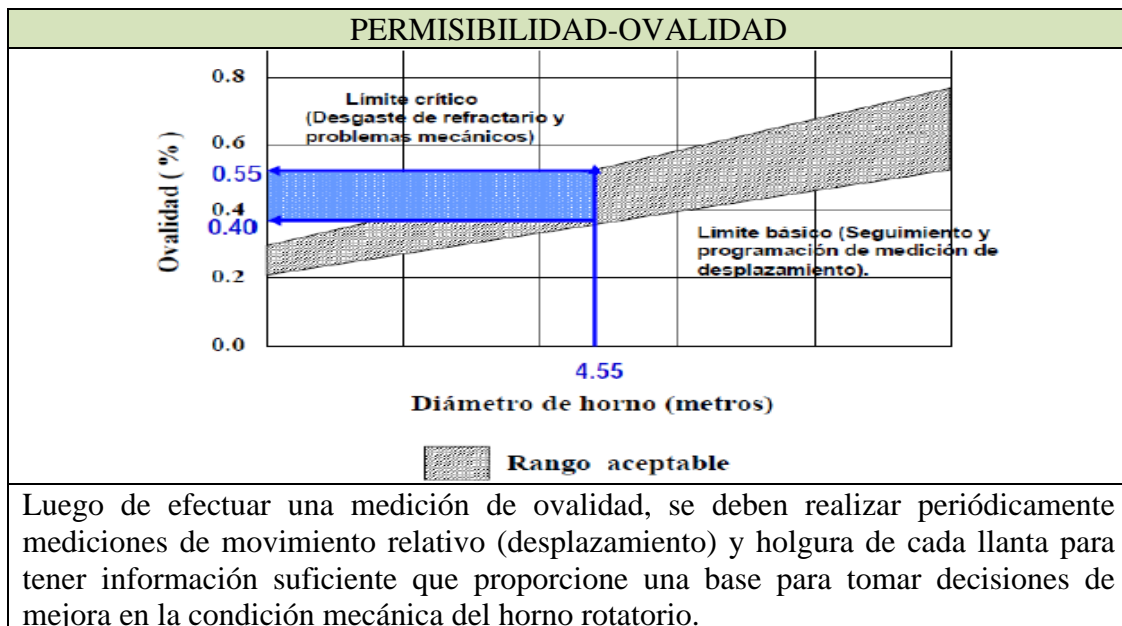 PERMISIBILIDAD-OVALIDAD
0.8
Límite crítico
(Desgaste de refractario y
problemas mecánicos)
0.6
0.55
0.4
0.40
Límite básico (Seguimiento y
programación de medición de
desplazamiento).
0.2
0.0
Ovalidad ( % )
4.55
Diámetro de horno (metros)
Rango aceptable
Luego de efectuar una medición de ovalidad, se deben realizar periódicamente
mediciones de movimiento relativo (desplazamiento) y holgura de cada llanta para
tener información suficiente que proporcione una base para tomar decisiones de
mejora en la condición mecánica del horno rotatorio.